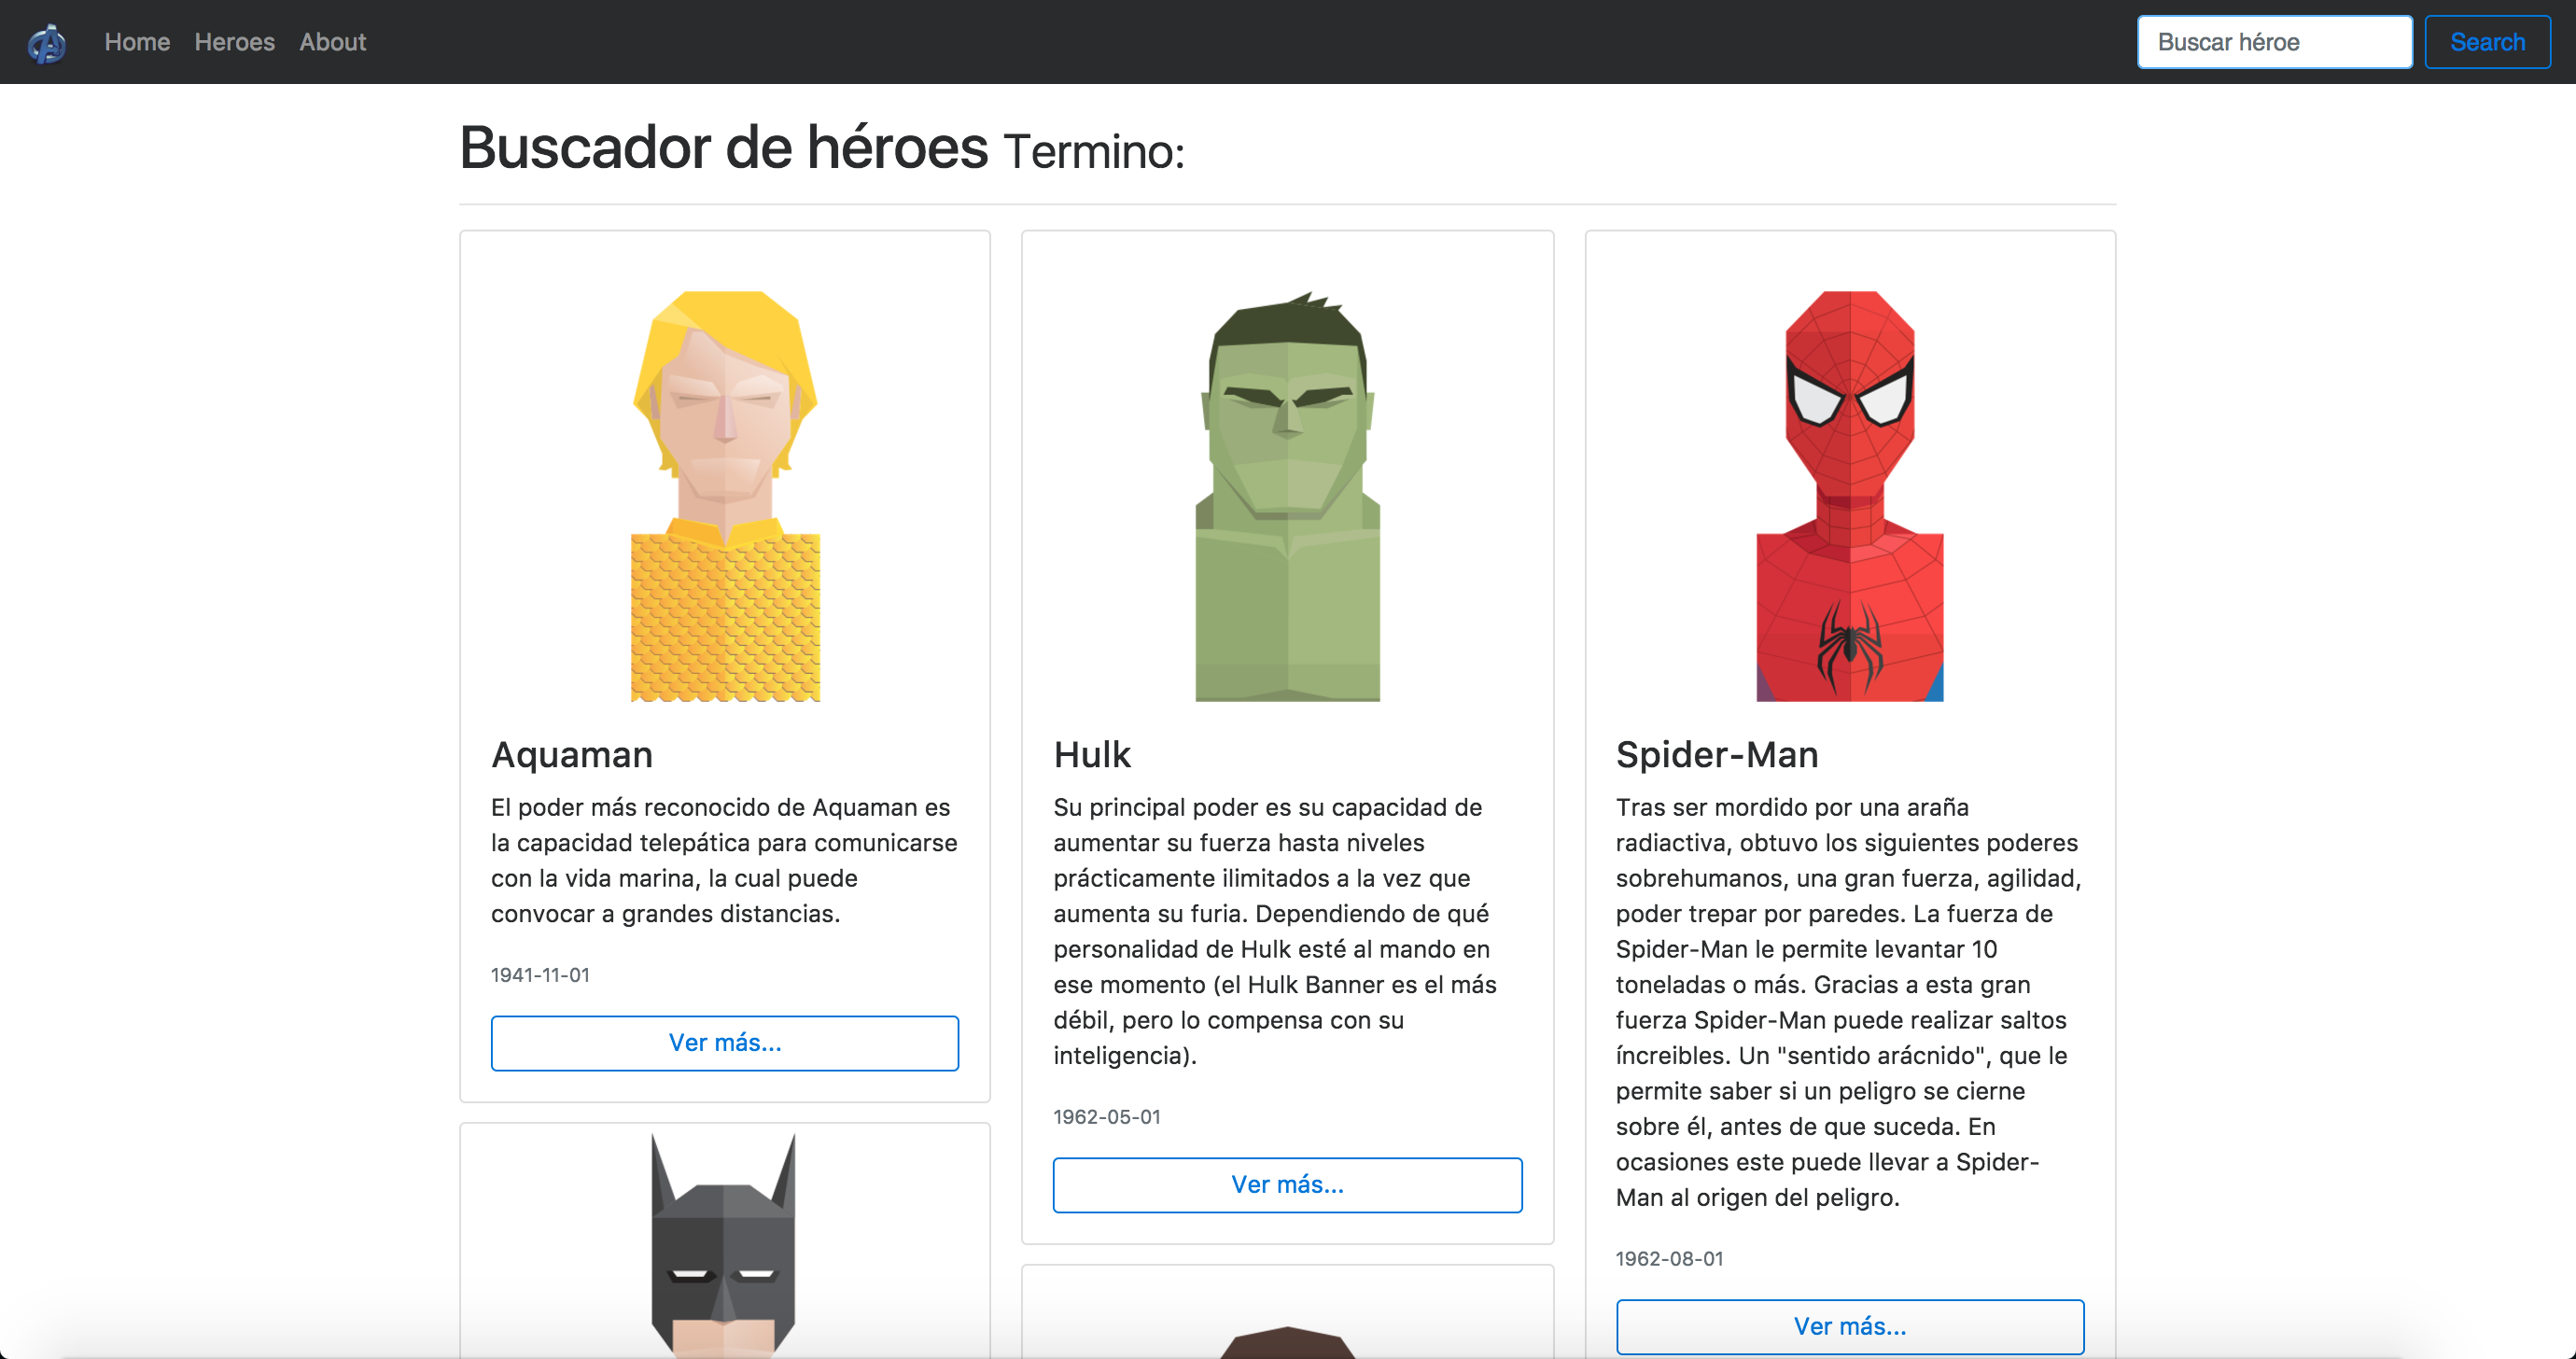 Home Heroes About
Buscar héroe Search
Buscador de héroes Termino:
Aquaman
El poder más reconocido de Aquaman es
la capacidad telepática para comunicarse
con la vida marina, la cual puede
convocar a grandes distancias.
1941-11-01
Ver más...
Hulk
Su principal poder es su capacidad de
aumentar su fuerza hasta niveles
prácticamente ilimitados a la vez que
aumenta su furia. Dependiendo de qué
personalidad de Hulk esté al mando en
ese momento (el Hulk Banner es el más
débil, pero lo compensa con su
inteligencia).
1962-05-01
Ver más...
Spider-Man
Tras ser mordido por una araña
radiactiva, obtuvo los siguientes poderes
sobrehumanos, una gran fuerza, agilidad,
poder trepar por paredes. La fuerza de
Spider-Man le permite levantar 10
toneladas o más. Gracias a esta gran
fuerza Spider-Man puede realizar saltos
íncreibles. Un "sentido arácnido", que le
permite saber si un peligro se cierne
sobre él, antes de que suceda. En
ocasiones este puede llevar a Spider-
Man al origen del peligro.
1962-08-01
Ver más...